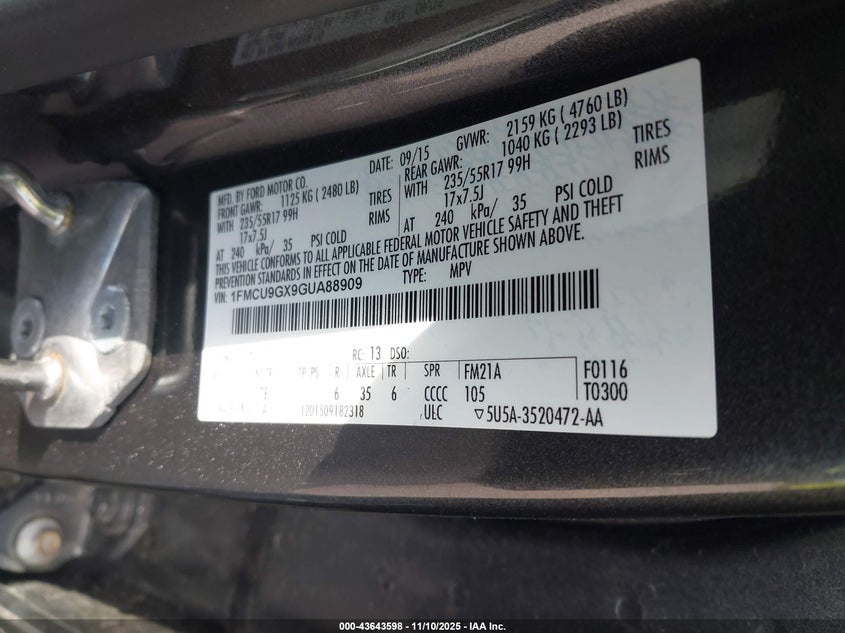 MFD. BY FORD MOTOR CO. DATE: 09/15 GVWR: 2159 KG ( 4760 LB)
FRONT GAWR: 1125 KG ( 2480 LB) REAR GAWR: 1040 KG ( 2293 LB)
WITH 235/55R17 99H TIRES WITH 235/55R17 99H TIRES
17x7.5J RIMS 17x7.5J RIMS
AT 240 kPa/ 35 PSI COLD AT 240 kPa/ 35 PSI COLD
THIS VEHICLE CONFORMS TO ALL APPLICABLE FEDERAL MOTOR VEHICLE SAFETY AND THEFT
PREVENTION STANDARDS IN EFFECT ON THE DATE OF MANUFACTURE SHOWN ABOVE.
VIN: 1FMCU9GX9GUA88909 TYPE: MPV
RC: 13 DSO:
TP/PS R AXLE TR SPR FM21A F0116
6 35 6 CCCC 105 T0300
1201509182318 ULC ▽5U5A-3520472-AA
000-43643598 - 11/10/2025 - IAA Inc.